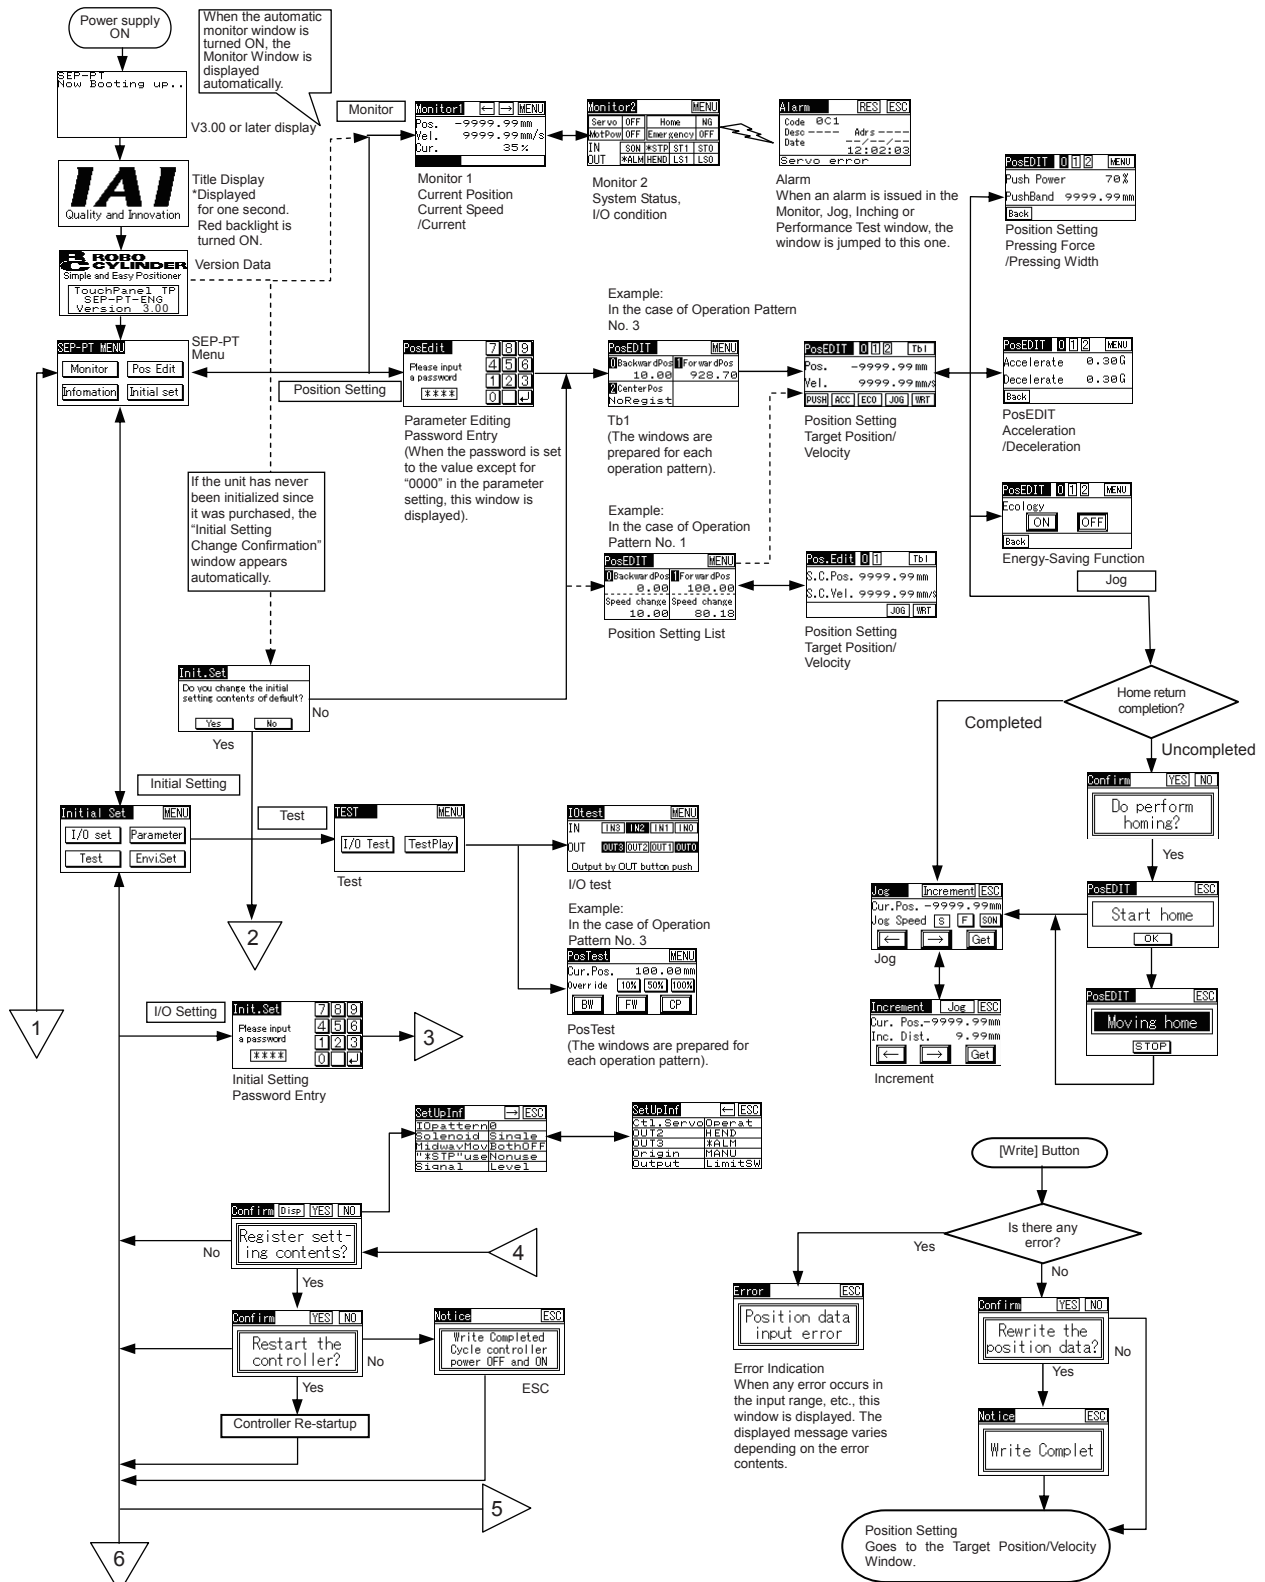 Power supply
ON
When the automatic
monitor window is
turned ON, the
Monitor Window is
displayed
automatically.
SEP-PT
Now Booting up..
V3.00 or later display
IAI
Quality and Innovation
Title Display
*Displayed
for one second.
Red backlight is
turned ON.
ROBO
CYLINDER
Simple and Easy Positioner
TouchPanel TP
SEP-PT-ENG
Version 3.00
Version Data
SEP-PT MENU
Monitor Pos Edit
Infomation Initial set
SEP-PT
Menu
Monitor
Monitor1 ← → MENU
Pos. -9999.99mm
Vel. 9999.99mm/s
Cur. 35%
Monitor 1
Current Position
Current Speed
/Current
Monitor2 MENU
Servo OFF Home NG
MotPow OFF Emergency OFF
IN SON *STP ST1 ST0
OUT *ALM HEND LS1 LS0
Monitor 2
System Status,
I/O condition
Alarm RES ESC
Code 0C1
Desc ---- Adrs ----
Date --/--/--
12:02:03
Servo error
Alarm
When an alarm is issued in the
Monitor, Jog, Inching or
Performance Test window, the
window is jumped to this one.
PosEDIT 0 1 2 MENU
Push Power 70%
PushBand 9999.99mm
Back
Position Setting
Pressing Force
/Pressing Width
Position Setting
PosEdit
Please input
a password
****
7 8 9
4 5 6
1 2 3
0 ↵
Parameter Editing
Password Entry
(When the password is set
to the value except for
“0000” in the parameter
setting, this window is
displayed).
Example:
In the case of Operation Pattern
No. 3
PosEDIT MENU
0 BackwardPos 1 ForwardPos
10.00 928.70
2 CenterPos
NoRegist
Tb1
(The windows are
prepared for each
operation pattern).
PosEDIT 0 1 2 Tbl
Pos. -9999.99mm
Vel. 9999.99mm/s
PUSH ACC ECO JOG WRT
Position Setting
Target Position/
Velocity
PosEDIT 0 1 2 MENU
Accelerate 0.30G
Decelerate 0.30G
Back
PosEDIT
Acceleration
/Deceleration
PosEDIT 0 1 2 MENU
Ecology
ON OFF
Back
Energy-Saving Function
Example:
In the case of Operation
Pattern No. 1
PosEDIT MENU
0 BackwardPos 1 ForwardPos
0.00 100.00
Speed change Speed change
10.00 80.18
Position Setting List
Pos.Edit 0 1 Tbl
S.C.Pos. 9999.99mm
S.C.Vel. 9999.99mm/s
JOG WRT
Position Setting
Target Position/
Velocity
If the unit has never
been initialized since
it was purchased, the
“Initial Setting
Change Confirmation”
window appears
automatically.
Init.Set
Do you change the initial
setting contents of default?
Yes No
No
Yes
Jog
Home return
completion?
Completed
Uncompleted
Confirm YES NO
Do perform
homing?
Yes
PosEDIT ESC
Start home
OK
PosEDIT ESC
Moving home
STOP
Jog Increment ESC
Cur.Pos. -9999.99mm
Jog Speed S F SON
← → Get
Jog
Increment Jog ESC
Cur. Pos.-9999.99mm
Inc. Dist. 9.99mm
← → Get
Increment
Initial Setting
Initial Set MENU
I/O set Parameter
Test Envi.Set
Test
TEST MENU
I/O Test TestPlay
Test
IOtest MENU
IN IN3 IN2 IN1 IN0
OUT OUT3 OUT2 OUT1 OUT0
Output by OUT button push
I/O test
Example:
In the case of Operation
Pattern No. 3
PosTest MENU
Cur.Pos. 100.00mm
Override 10% 50% 100%
BW FW CP
PosTest
(The windows are prepared for
each operation pattern).
2
1
I/O Setting
Init.Set
Please input
a password
****
7 8 9
4 5 6
1 2 3
0 ↵
Initial Setting
Password Entry
3
SetUpInf → ESC
IOpattern 0
Solenoid Single
MidwayMov BothOFF
"*STP"use Nonuse
Signal Level
SetUpInf ← ESC
Ctl.Servo Operat
OUT2 HEND
OUT3 *ALM
Origin MANU
Output LimitSW
Confirm Disp YES NO
Register sett-
ing contents?
No
4
Yes
Confirm YES NO
Restart the
controller?
No
Yes
Controller Re-startup
Notice ESC
Write Completed
Cycle controller
power OFF and ON
ESC
5
6
[Write] Button
Is there any
error?
Yes
No
Error ESC
Position data
input error
Error Indication
When any error occurs in
the input range, etc., this
window is displayed. The
displayed message varies
depending on the error
contents.
Confirm YES NO
Rewrite the
position data?
No
Yes
Notice ESC
Write Complet
Position Setting
Goes to the Target Position/Velocity
Window.